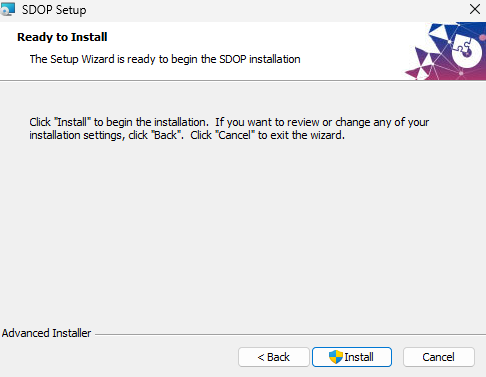 SDOP Setup
Ready to Install
The Setup Wizard is ready to begin the SDOP installation
Click "Install" to begin the installation.  If you want to review or change any of your
installation settings, click "Back".  Click "Cancel" to exit the wizard.
Advanced Installer
< Back
Install
Cancel